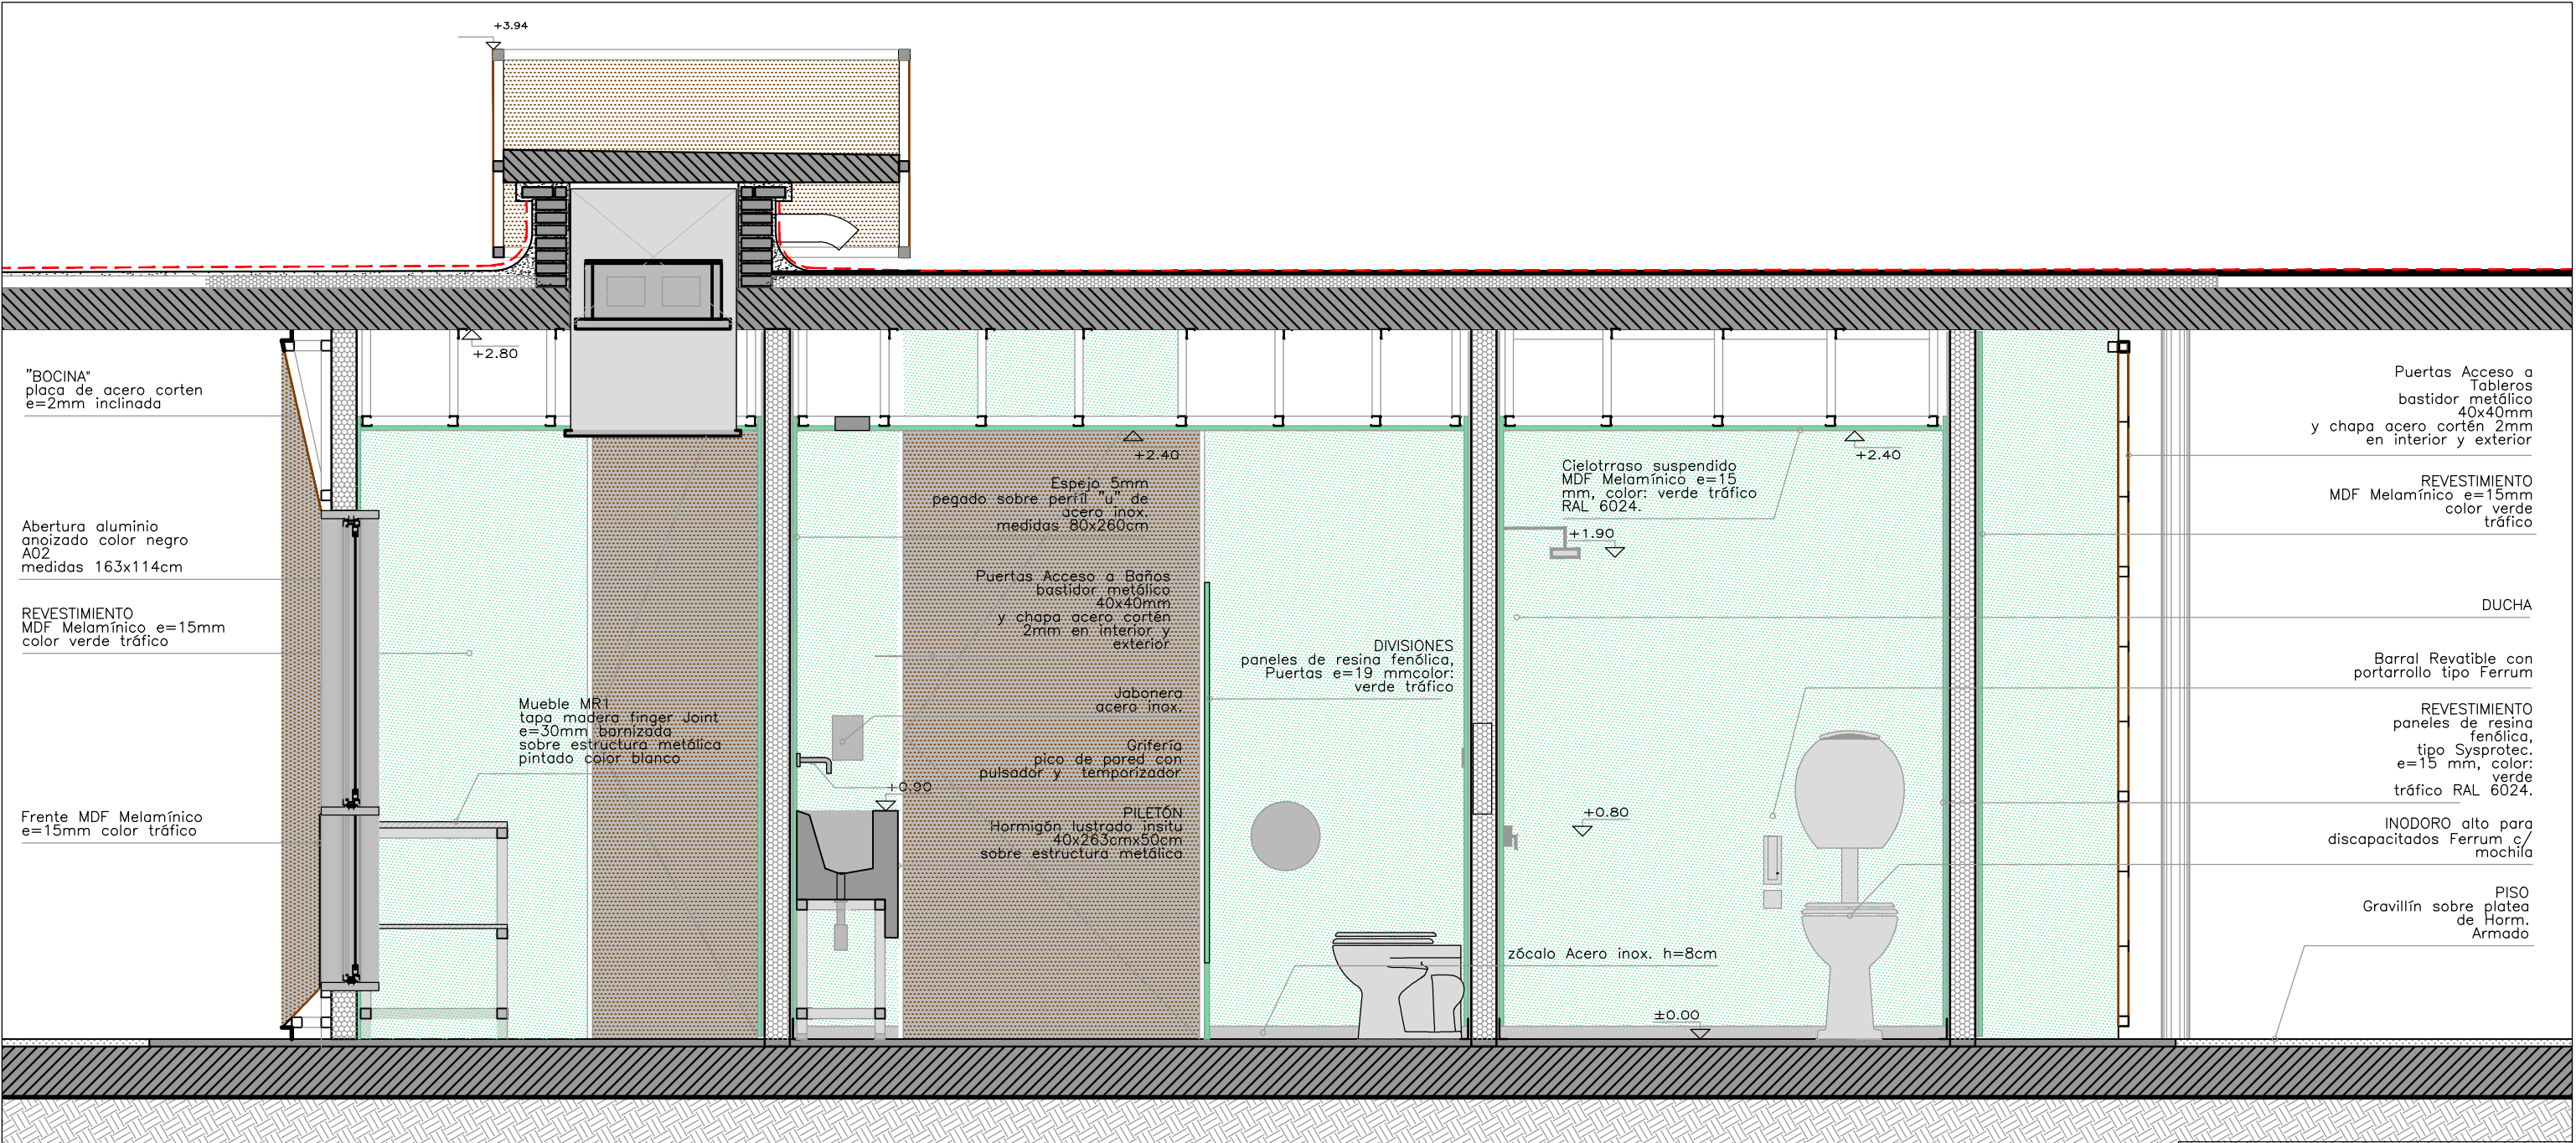 +3.94
+2.80
"BOCINA"
placa de acero corten
e=2mm inclinada
Abertura aluminio
anoizado color negro
A02
medidas 163x114cm
REVESTIMIENTO
MDF Melamínico e=15mm
color verde tráfico
Frente MDF Melamínico
e=15mm color tráfico
Mueble MR1
tapa madera finger Joint
e=30mm barnizada
sobre estructura metálica
pintado color blanco
+2.40
Espejo 5mm
pegado sobre perfil "u" de
acero inox.
medidas 80x260cm
Puertas Acceso a Baños
bastidor metálico
40x40mm
y chapa acero cortén
2mm en interior y
exterior
Jabonera
acero inox.
Grifería
pico de pared con
pulsador y temporizador
+0.90
PILETÓN
Hormigón lustrado insitu
40x263cmx50cm
sobre estructura metálica
DIVISIONES
paneles de resina fenólica,
Puertas e=19 mmcolor:
verde tráfico
Cielotrraso suspendido
MDF Melamínico e=15
mm, color: verde tráfico
RAL 6024.
+2.40
+1.90
+0.80
zócalo Acero inox. h=8cm
±0.00
Puertas Acceso a
Tableros
bastidor metálico
40x40mm
y chapa acero cortén 2mm
en interior y exterior
REVESTIMIENTO
MDF Melamínico e=15mm
color verde
tráfico
DUCHA
Barral Revatible con
portarrollo tipo Ferrum
REVESTIMIENTO
paneles de resina
fenólica,
tipo Sysprotec.
e=15 mm, color:
verde
tráfico RAL 6024.
INODORO alto para
discapacitados Ferrum c/
mochila
PISO
Gravillín sobre platea
de Horm.
Armado